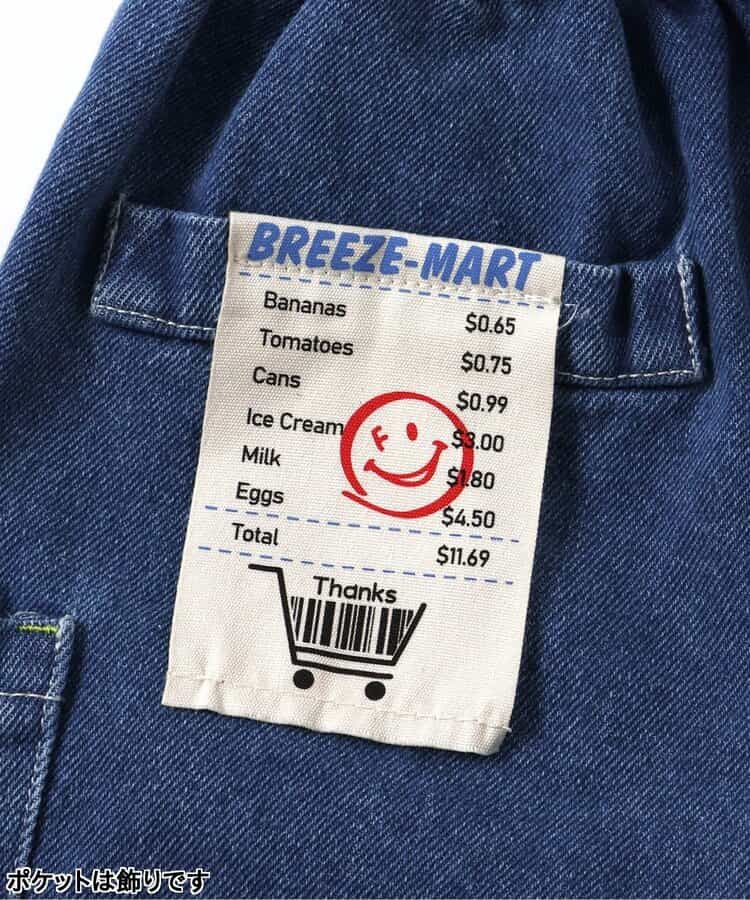 BREEZE-MART
Bananas $0.65
Tomatoes $0.75
Cans $0.99
Ice Cream $3.00
Milk $1.80
Eggs $4.50
Total $11.69
Thanks
ポケットは飾りです